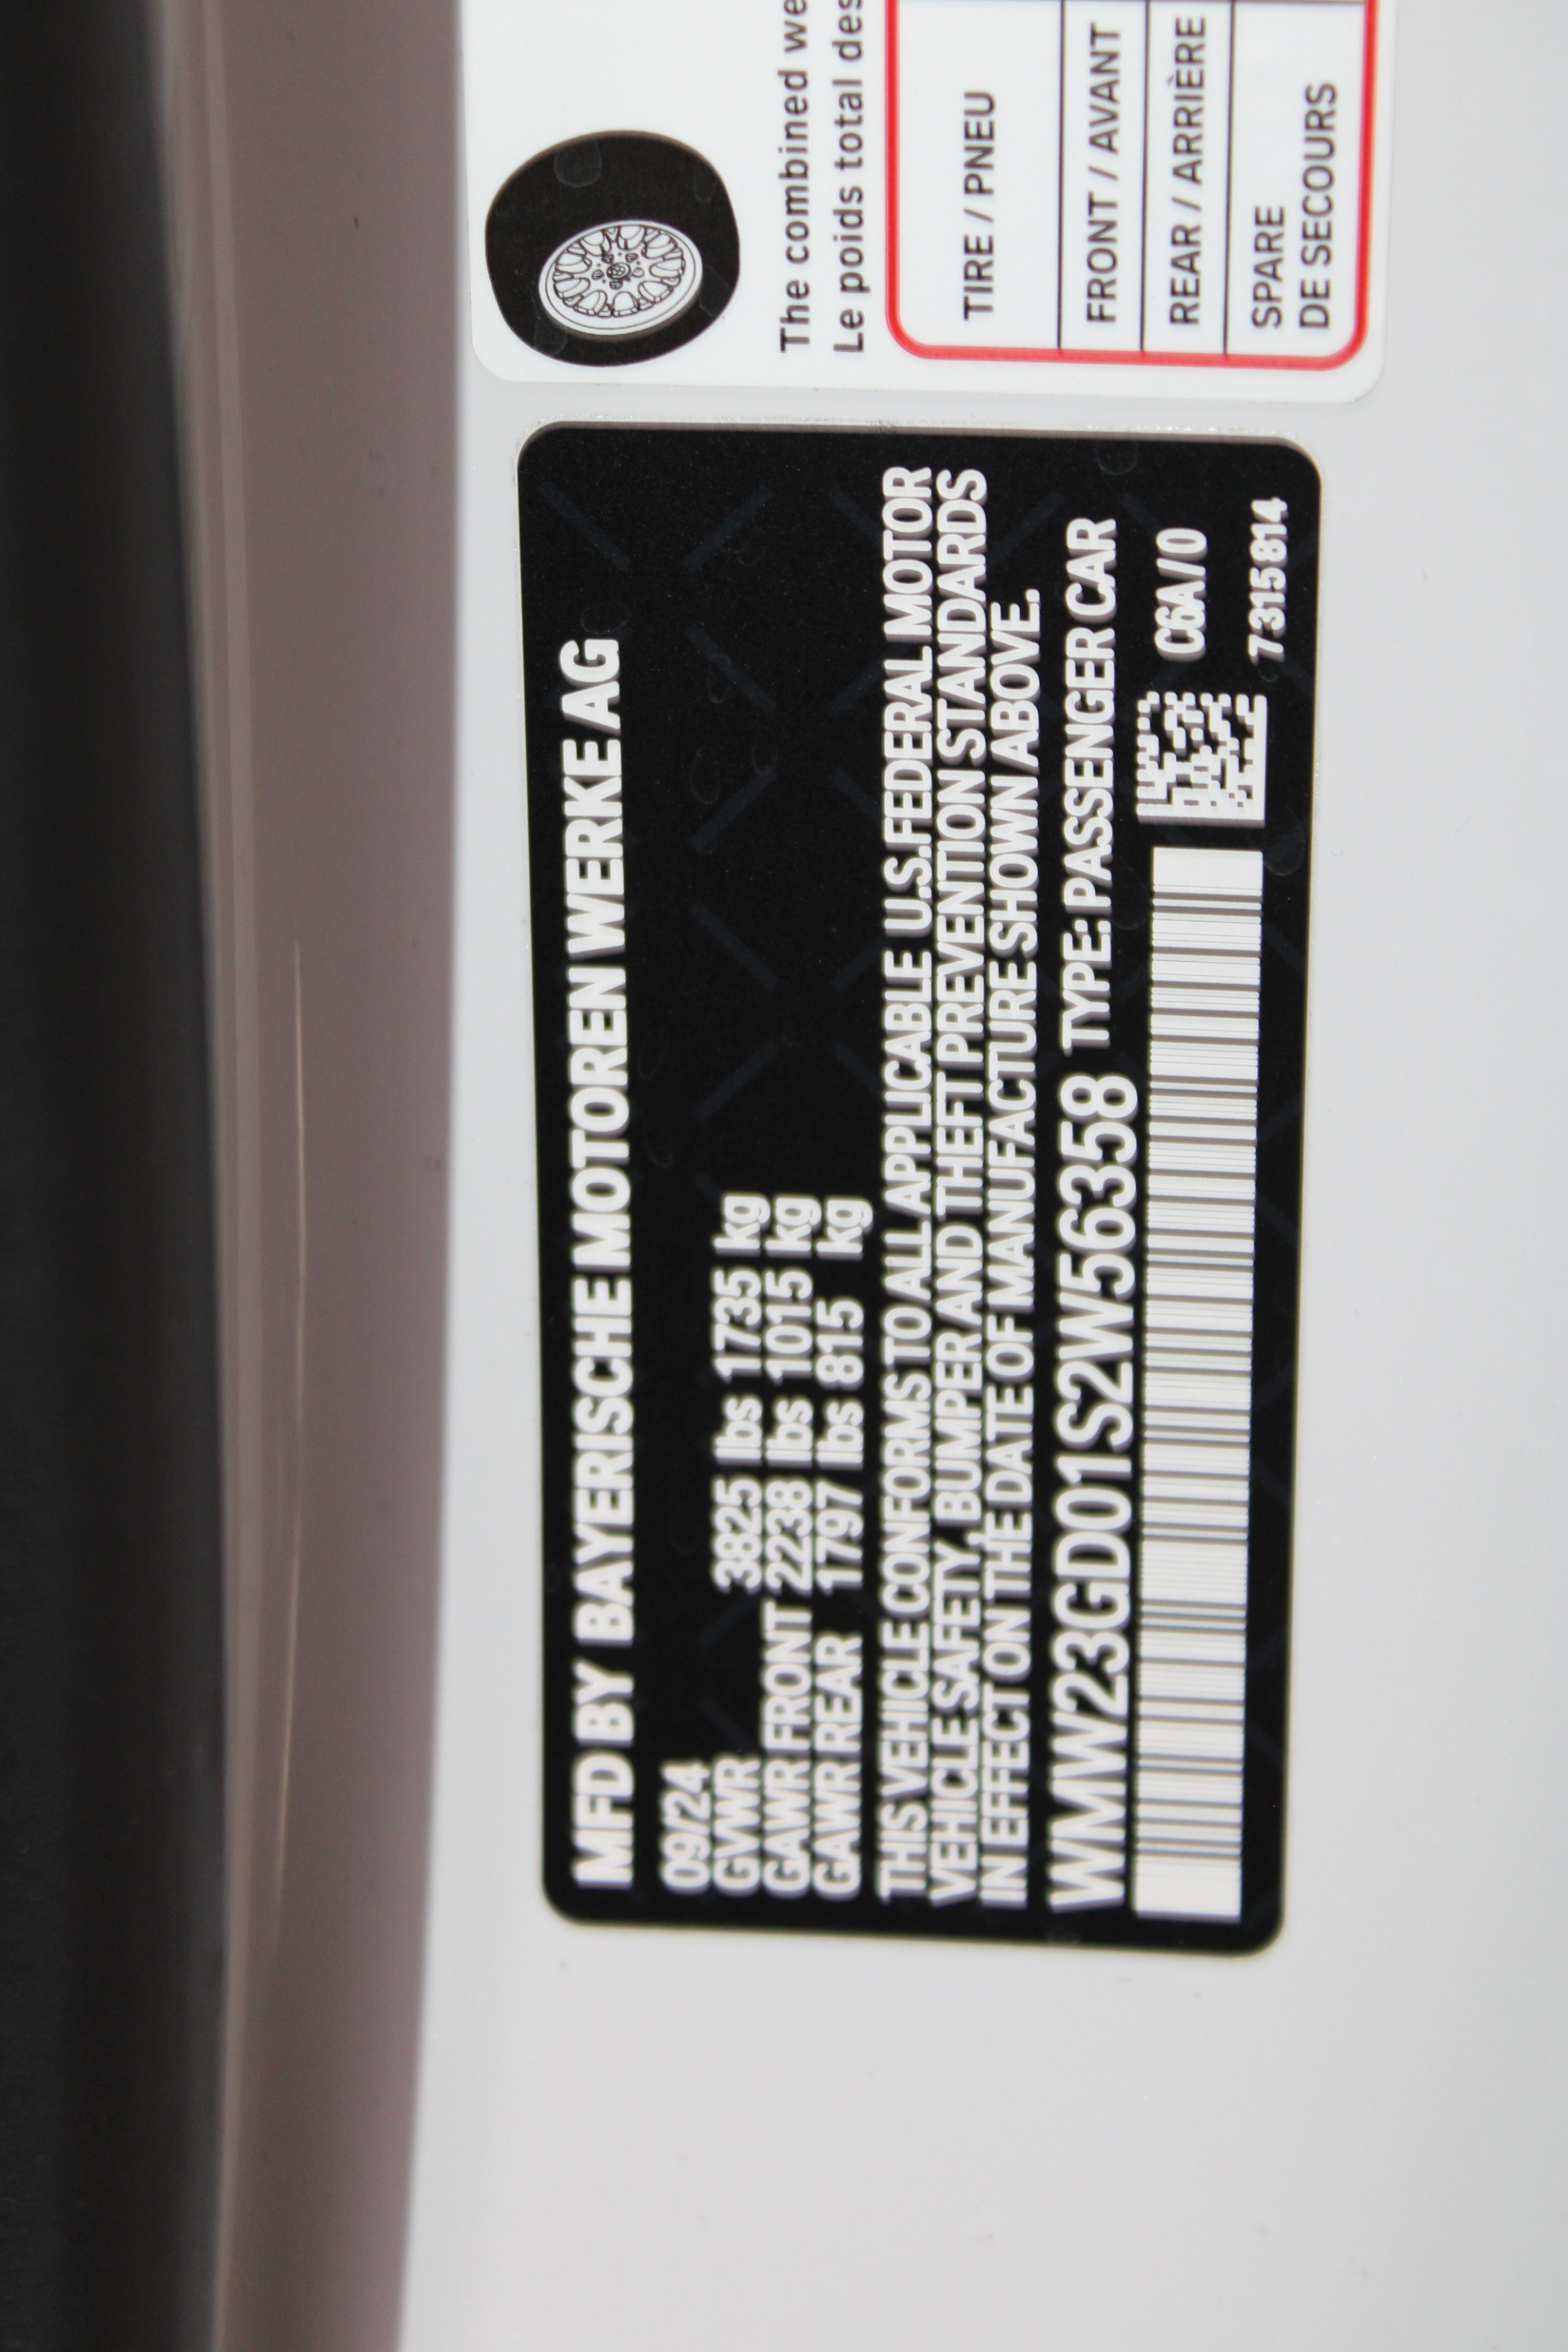 MFD BY BAYERISCHE MOTOREN WERKE AG
09/24
GVWR 3825 lbs 1735 kg
GAWR FRONT 2238 lbs 1015 kg
GAWR REAR 1797 lbs 815 kg
THIS VEHICLE CONFORMS TO ALL APPLICABLE U.S.FEDERAL MOTOR
VEHICLE SAFETY, BUMPER AND THEFT PREVENTION STANDARDS
IN EFFECT ON THE DATE OF MANUFACTURE SHOWN ABOVE.
WMW23GD01S2W56358 TYPE: PASSENGER CAR
C6A/0
7315814
The combined we
Le poids total des
TIRE / PNEU
FRONT / AVANT
REAR / ARRIÈRE
SPARE
DE SECOURS